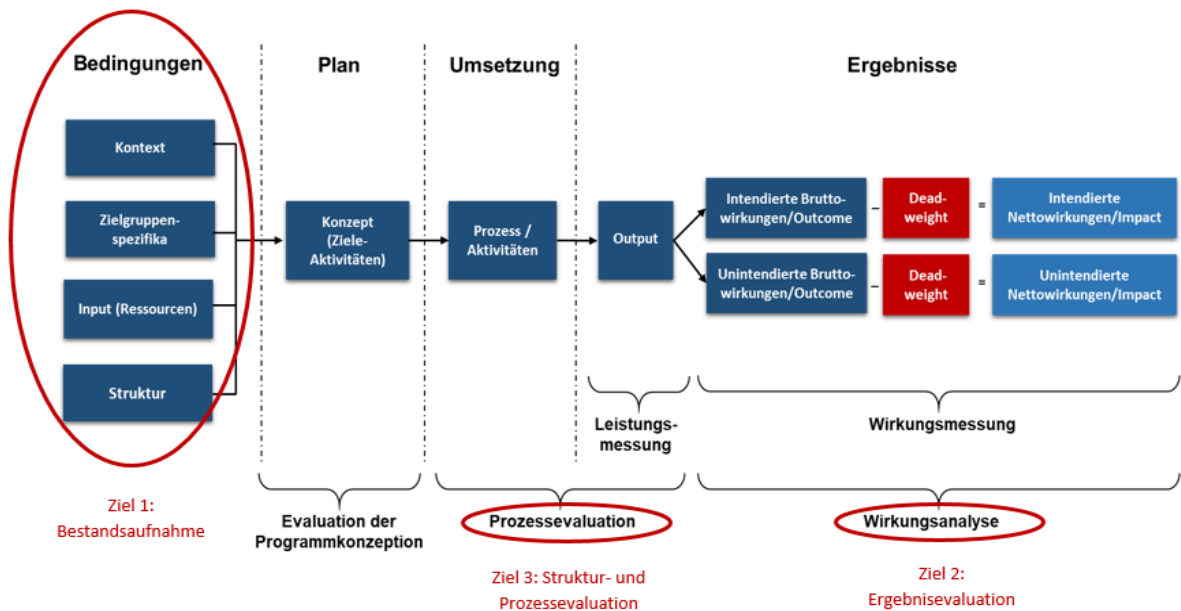 Bedingungen
Plan
Umsetzung
Ergebnisse
Kontext
Zielgruppen-
spezifika
Input (Ressourcen)
Struktur
Konzept
(Ziele-
Aktivitäten)
Prozess /
Aktivitäten
Output
Intendierte Brutto-
wirkungen/Outcome
–
Dead-
weight
=
Intendierte
Nettowirkungen/Impact
Unintendierte Brutto-
wirkungen/Outcome
–
Dead-
weight
=
Unintendierte
Nettowirkungen/Impact
Leistungs-
messung
Wirkungsmessung
Ziel 1:
Bestandsaufnahme
Evaluation der
Programmkonzeption
Prozessevaluation
Wirkungsanalyse
Ziel 3: Struktur- und
Prozessevaluation
Ziel 2:
Ergebnisevaluation